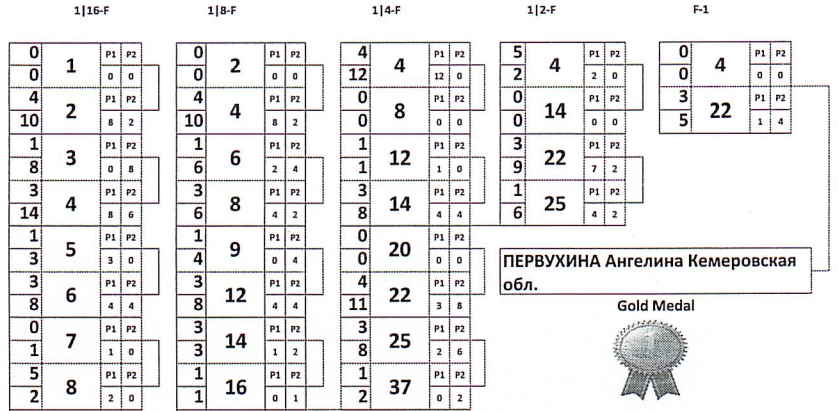 1|16-F
0 P1 P2
1
0 0 0
4 P1 P2
2
10 8 2
1 P1 P2
3
8 0 8
3 P1 P2
4
14 8 6
1 P1 P2
5
3 3 0
3 P1 P2
6
8 4 4
0 P1 P2
7
1 1 0
5 P1 P2
8
2 2 0
1|8-F
0 P1 P2
2
0 0 0
4 P1 P2
4
10 8 2
1 P1 P2
6
6 2 4
3 P1 P2
8
6 4 2
1 P1 P2
9
4 0 4
3 P1 P2
12
8 4 4
3 P1 P2
14
3 1 2
1 P1 P2
16
1 0 1
1|4-F
4 P1 P2
4
12 12 0
0 P1 P2
8
0 0 0
1 P1 P2
12
1 1 0
3 P1 P2
14
8 4 4
0 P1 P2
20
0 0 0
4 P1 P2
22
11 3 8
3 P1 P2
25
8 2 6
1 P1 P2
37
2 0 2
1|2-F
5 P1 P2
4
2 2 0
0 P1 P2
14
0 0 0
3 P1 P2
22
9 7 2
1 P1 P2
25
6 4 2
F-1
0 P1 P2
4
0 0 0
3 P1 P2
22
5 1 4
ПЕРВУХИНА Ангелина Кемеровская
обл.
Gold Medal
1